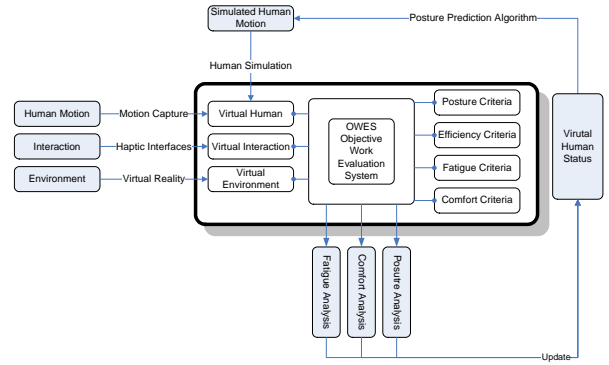 Simulated Human
Motion
Posture Prediction Algorithm
Human Simulation
Human Motion
Motion Capture
Virtual Human
Interaction
Haptic Interfaces
Virtual Interaction
Environment
Virtual Reality
Virtual
Environment
OWES
Objective
Work
Evaluation
System
Posture Criteria
Efficiency Criteria
Fatigue Criteria
Comfort Criteria
Virutal
Human
Status
Fatigue Analysis
Comfort Analysis
Posutre Analysis
Update